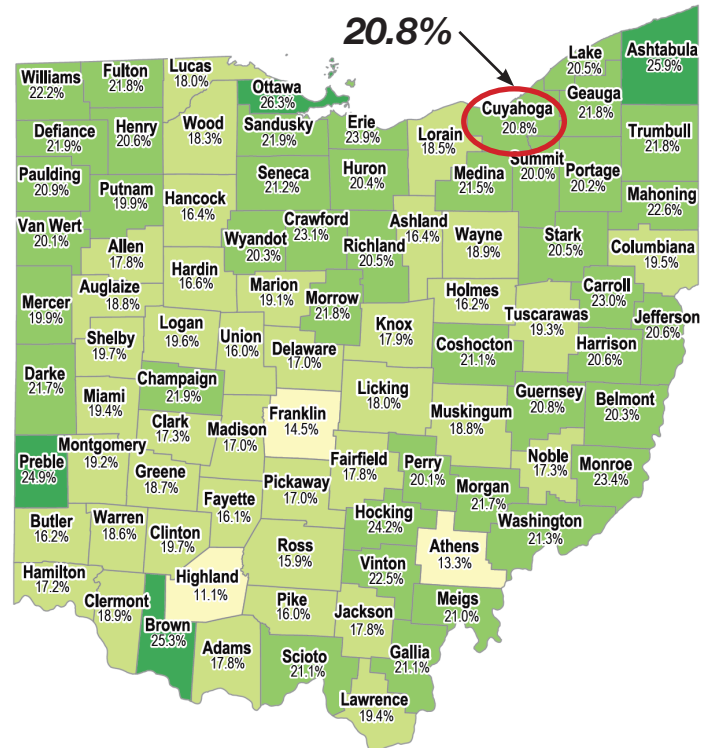 20.8%
Williams
22.2%
Fulton
21.8%
Lucas
18.0%
Ottawa
26.3%
Lake
20.5%
Ashtabula
25.9%
Geauga
21.8%
Cuyahoga
20.8%
Defiance
21.9%
Henry
20.6%
Wood
18.3%
Sandusky
21.9%
Erie
23.9%
Lorain
18.5%
Trumbull
21.8%
Paulding
20.9%
Putnam
19.9%
Hancock
16.4%
Seneca
21.2%
Huron
20.4%
Medina
21.5%
Summit
20.0%
Portage
20.2%
Mahoning
22.6%
Van Wert
20.1%
Allen
17.8%
Wyandot
20.3%
Crawford
23.1%
Richland
20.5%
Ashland
16.4%
Wayne
18.9%
Stark
20.5%
Columbiana
19.5%
Mercer
19.9%
Auglaize
18.8%
Hardin
16.6%
Marion
19.1%
Morrow
21.8%
Knox
17.9%
Holmes
16.2%
Tuscarawas
19.3%
Carroll
23.0%
Jefferson
20.6%
Shelby
19.7%
Logan
19.6%
Union
16.0%
Delaware
17.0%
Coshocton
21.1%
Harrison
20.6%
Darke
21.7%
Miami
19.4%
Champaign
21.9%
Licking
18.0%
Muskingum
18.8%
Guernsey
20.8%
Belmont
20.3%
Clark
17.3%
Madison
17.0%
Franklin
14.5%
Preble
24.9%
Montgomery
19.2%
Greene
18.7%
Fayette
16.1%
Pickaway
17.0%
Fairfield
17.8%
Perry
20.1%
Morgan
21.7%
Noble
17.3%
Monroe
23.4%
Butler
16.2%
Warren
18.6%
Clinton
19.7%
Ross
15.9%
Hocking
24.2%
Athens
13.3%
Washington
21.3%
Hamilton
17.2%
Clermont
18.9%
Highland
11.1%
Pike
16.0%
Vinton
22.5%
Jackson
17.8%
Meigs
21.0%
Brown
25.3%
Adams
17.8%
Scioto
21.1%
Gallia
21.1%
Lawrence
19.4%